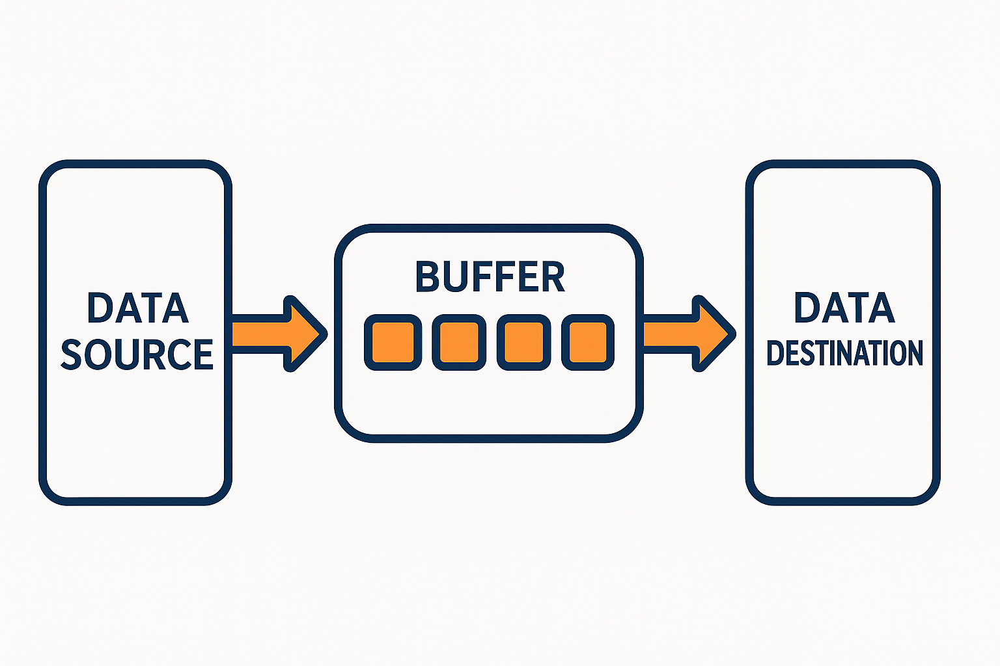 DATA
SOURCE
BUFFER
DATA
DESTINATION